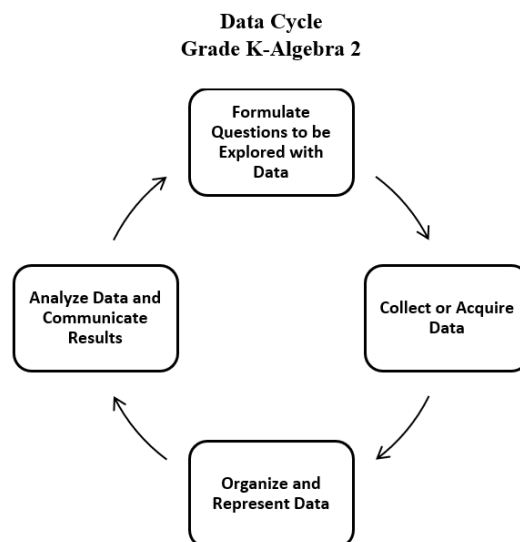 Data Cycle
Grade K-Algebra 2
Formulate
Questions to be
Explored with
Data
Analyze Data and
Communicate
Results
Collect or Acquire
Data
Organize and
Represent Data